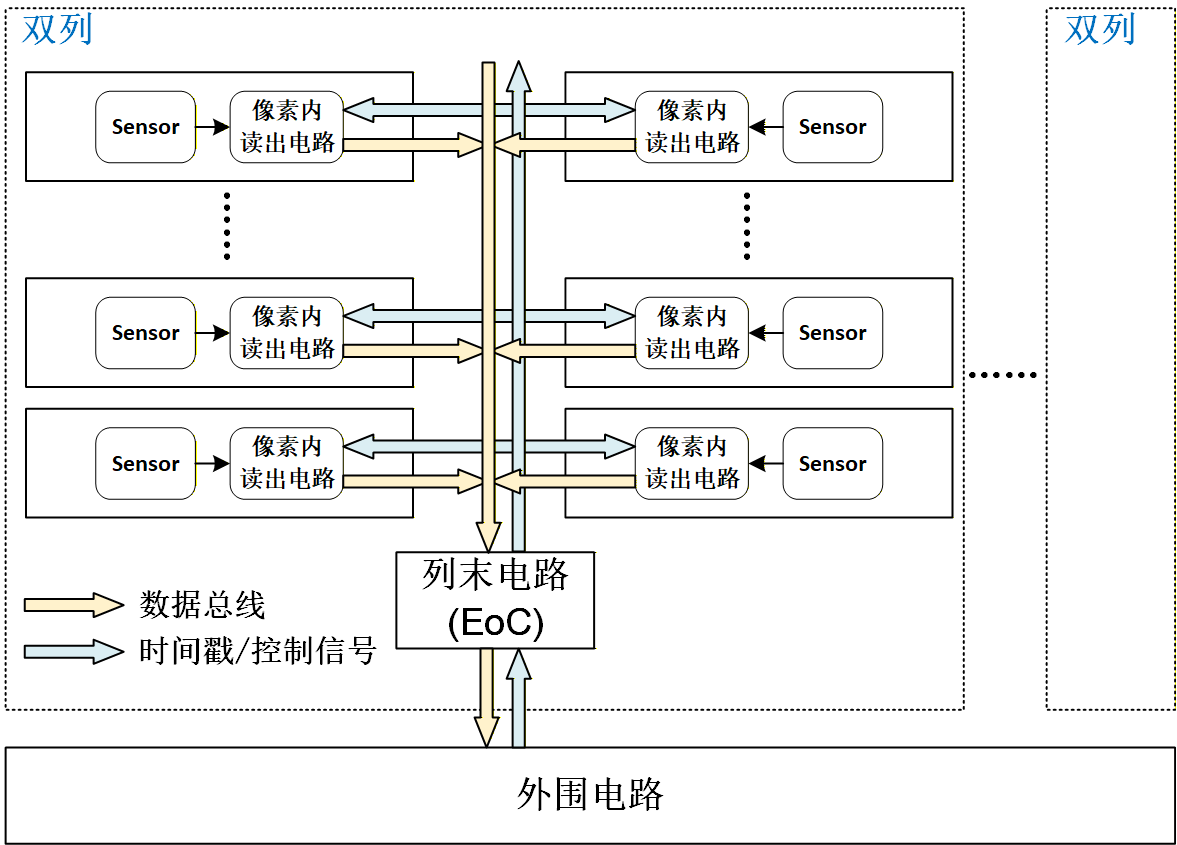 双列
双列
Sensor
像素内
读出电路
像素内
读出电路
Sensor
Sensor
像素内
读出电路
像素内
读出电路
Sensor
Sensor
像素内
读出电路
像素内
读出电路
Sensor
列末电路
(EoC)
数据总线
时间戳/控制信号
外围电路